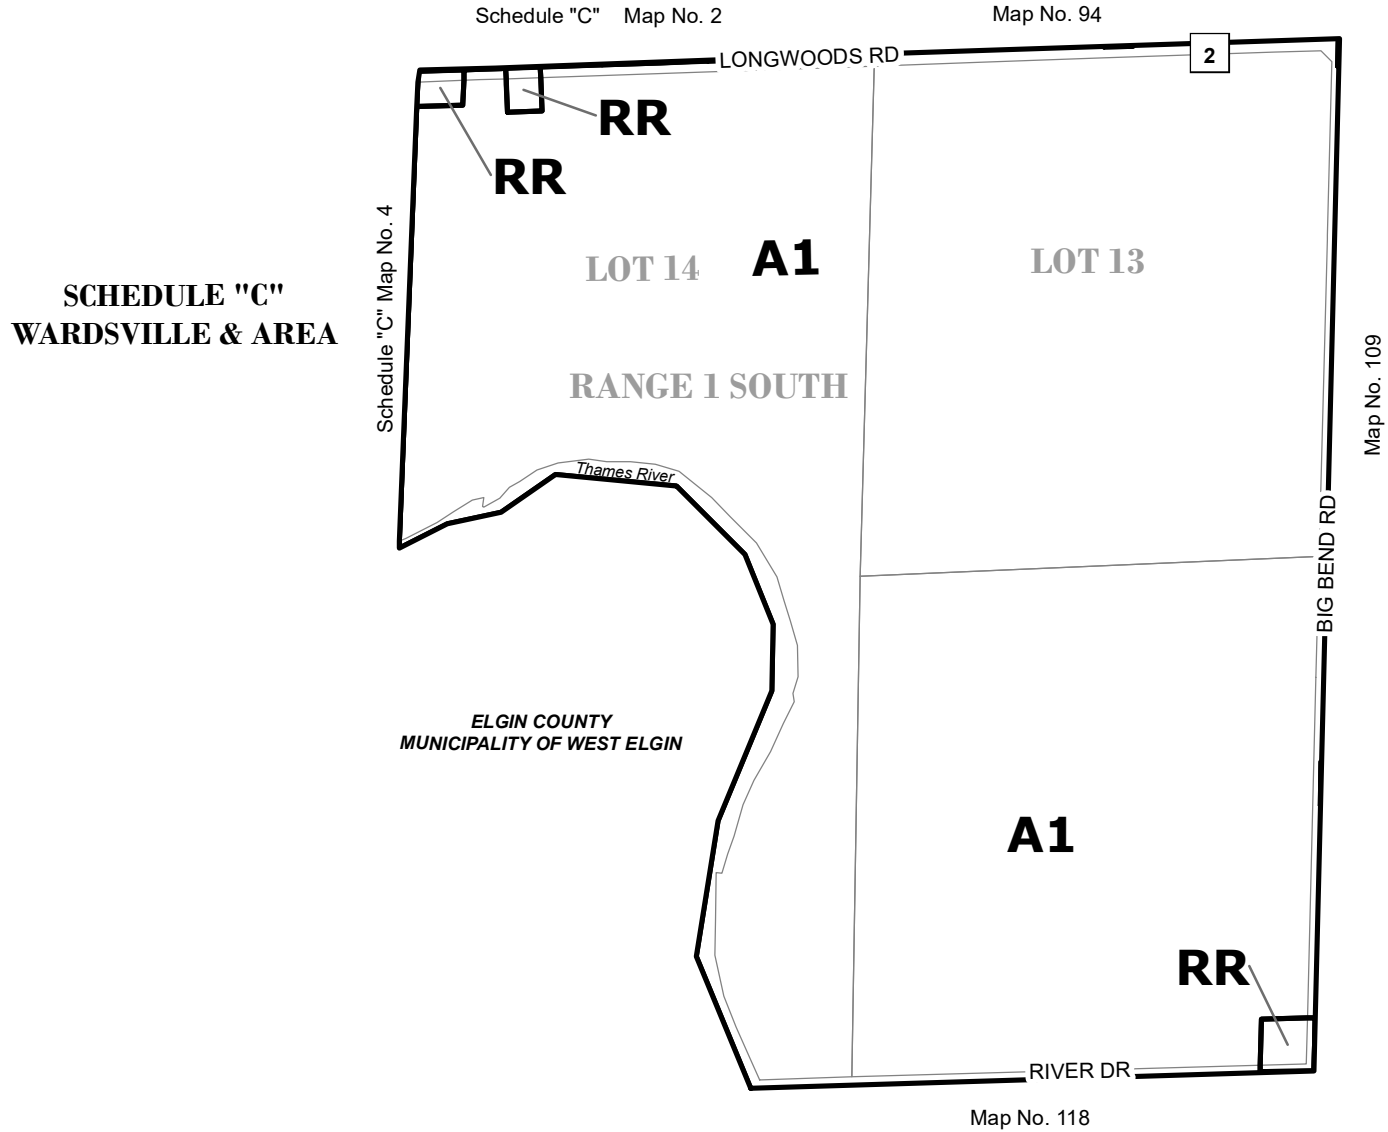 Schedule "C" Map No. 2
Map No. 94
LONGWOODS RD
2
RR
RR
Schedule "C" Map No. 4
A1
LOT 14
LOT 13
SCHEDULE "C"
WARDSVILLE & AREA
RANGE 1 SOUTH
Map No. 109
Thames River
BIG BEND RD
ELGIN COUNTY
MUNICIPALITY OF WEST ELGIN
A1
RR
RIVER DR
Map No. 118